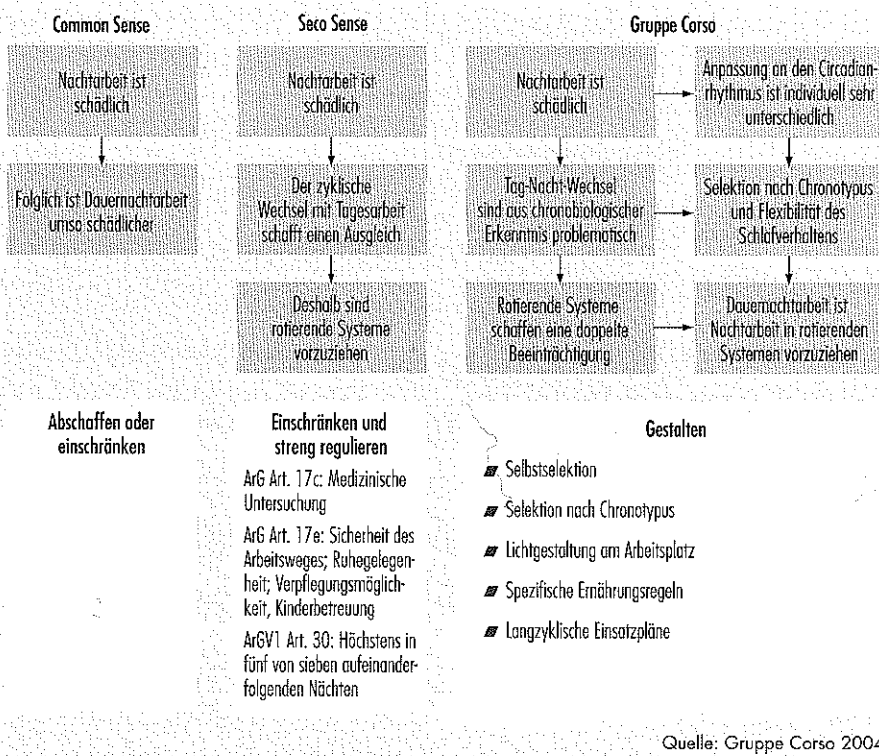 Common Sense
Nachtarbeit ist
schädlich
Folglich ist Dauernachtarbeit
umso schädlicher
Abschaffen oder
einschränken
Seco Sense
Nachtarbeit ist
schädlich
Der zyklische
Wechsel mit Tagesarbeit
schafft einen Ausgleich
Deshalb sind
rotierende Systeme
vorzuziehen
Einschränken und
streng regulieren
ArG Art. 17c: Medizinische
Untersuchung
ArG Art. 17e: Sicherheit des
Arbeitsweges; Ruhegelegen-
heit; Verpflegungsmöglich-
keit, Kinderbetreuung
ArGV1 Art. 30: Höchstens in
fünf von sieben aufeinander-
folgenden Nächten
Gruppe Corso
Nachtarbeit ist
schädlich
Anpassung an den Circadian-
rhythmus ist individuell sehr
unterschiedlich
Tag-Nacht-Wechsel
sind aus chronobiologischer
Erkenntnis problematisch
Selektion nach Chronotypus
und Flexibilität des
Schlafverhaltens
Rotierende Systeme
schaffen eine doppelte
Beeinträchtigung
Dauernachtarbeit ist
Nachtarbeit in rotierenden
Systemen vorzuziehen
Gestalten
Selbstselektion
Selektion nach Chronotypus
Lichtgestaltung am Arbeitsplatz
Spezifische Ernährungsregeln
Langzyklische Einsatzpläne
Quelle: Gruppe Corso 2004